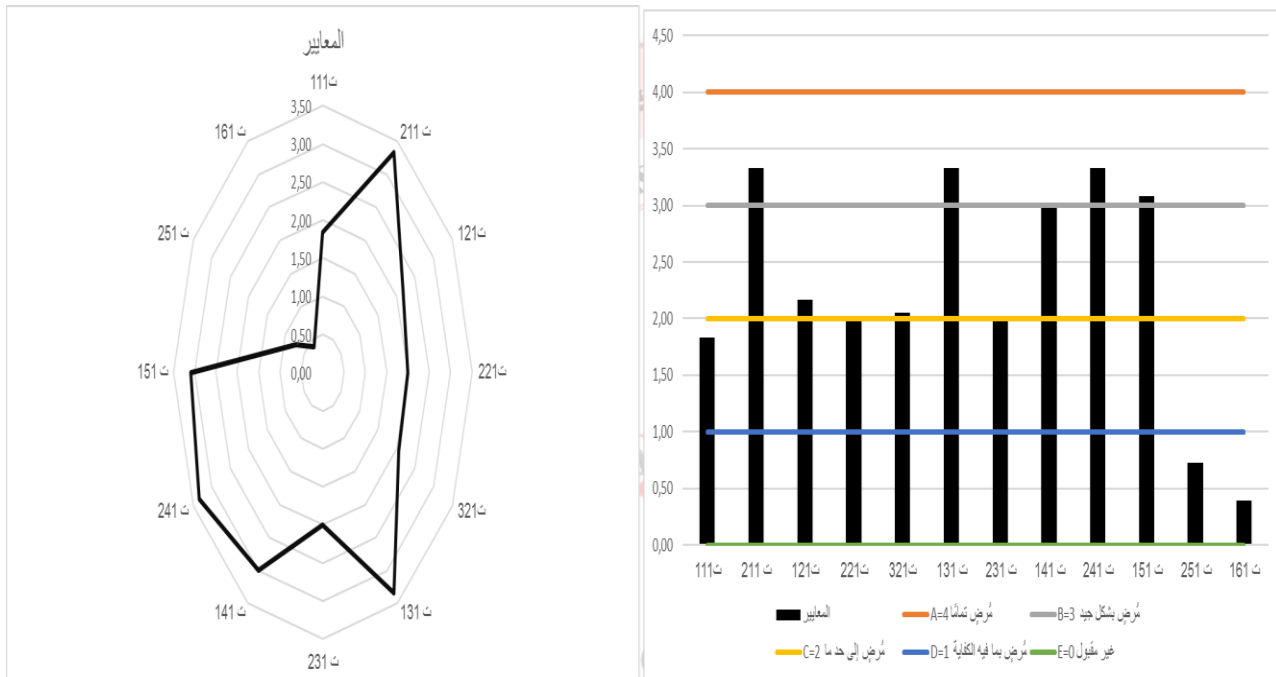 المعايير
ت111
ت 211
ت 121
ت221
ت321
ت 131
ت 231
ت 141
ت 241
ت 151
ت 251
ت 161
3,50
3,00
2,50
2,00
1,50
1,00
0,50
0,00
4,50
4,00
3,50
3,00
2,50
2,00
1,50
1,00
0,50
0,00
ت111
ت 211
ت 121
ت221
ت321
ت 131
ت 231
ت 141
ت 241
ت 151
ت 251
ت 161
المعايير
مُرضٍ تمامًا A=4
مُرضٍ بشكل جيد B=3
مُرضٍ إلى حد ما C=2
مُرضٍ بما فيه الكفاية D=1
غير مقبول E=0